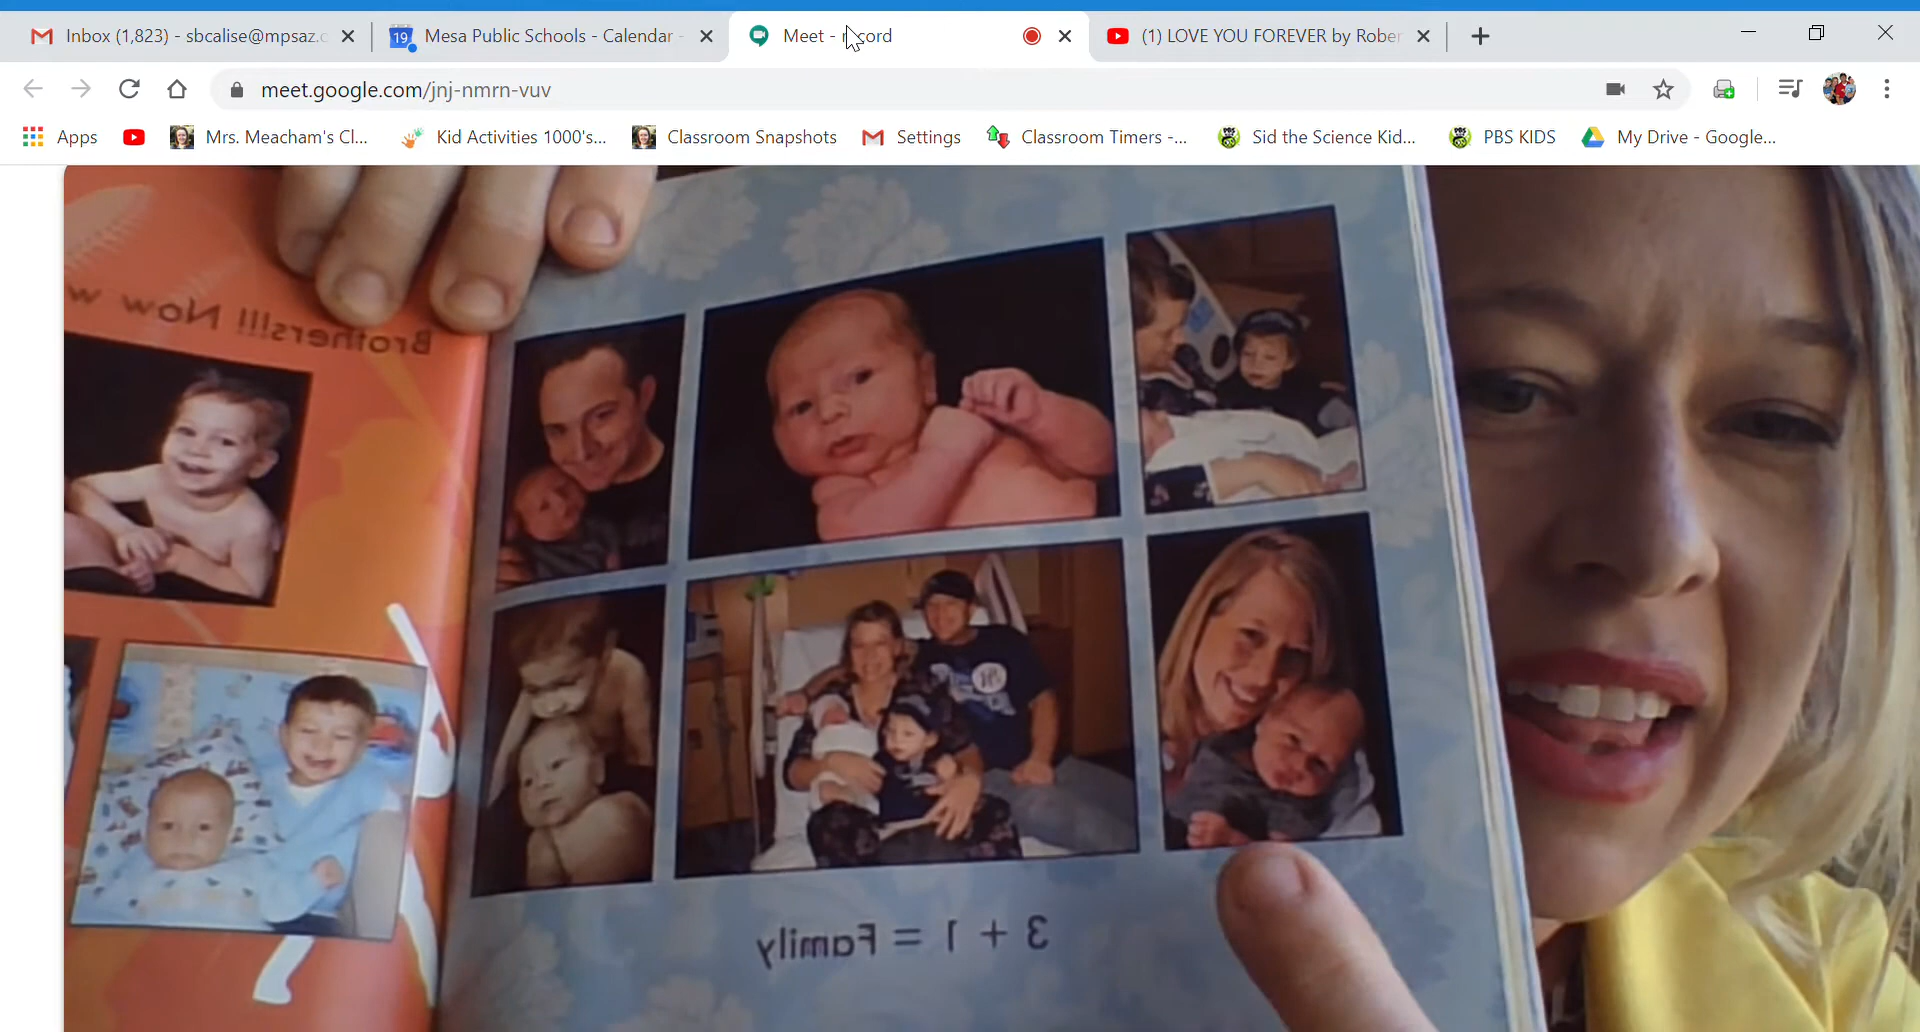 Inbox (1,823) - sbcalise@mpsaz.c
19
Mesa Public Schools - Calendar -
Meet - record
(1) LOVE YOU FOREVER by Rober
meet.google.com/jnj-nmrn-vuv
Apps
Mrs. Meacham's Cl...
Kid Activities 1000's...
Classroom Snapshots
Settings
Classroom Timers -...
Sid the Science Kid...
PBS KIDS
My Drive - Google...
Brothers!!! Now w
3 + 1 = Family